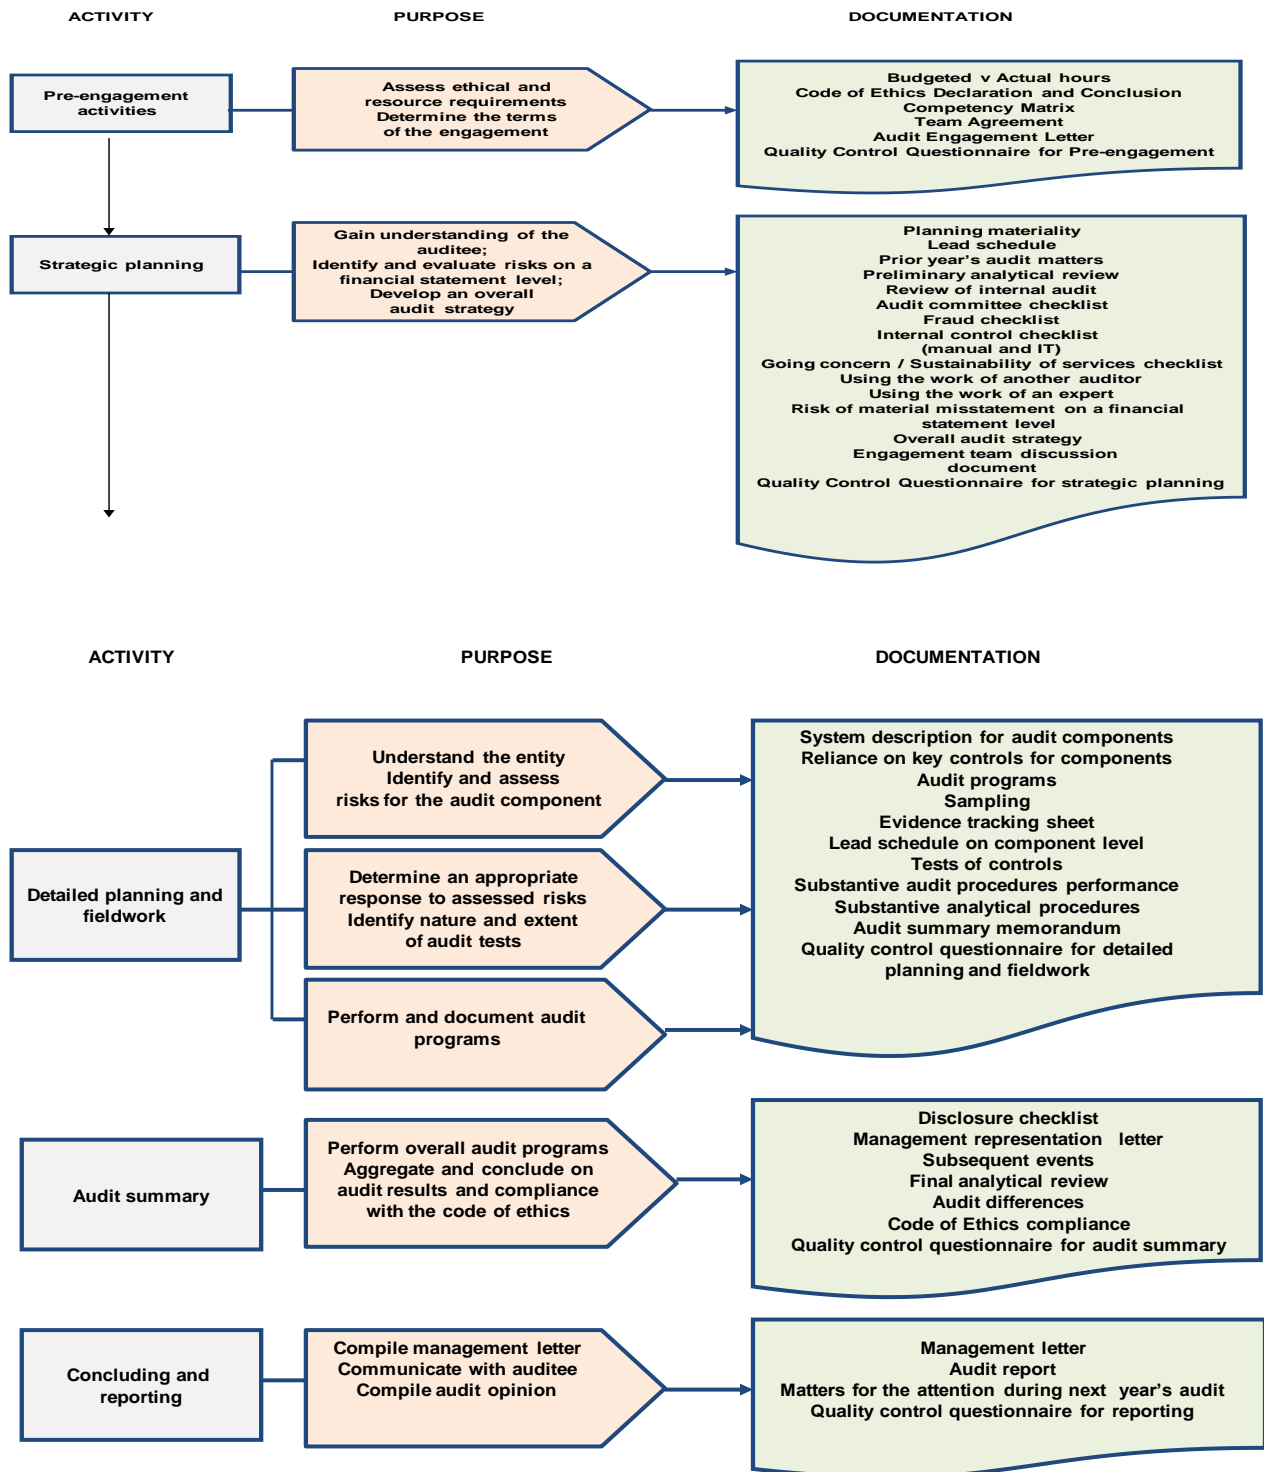 ACTIVITY PURPOSE DOCUMENTATION
Pre-engagement
activities
Assess ethical and
resource requirements
Determine the terms
of the engagement
Budgeted v Actual hours
Code of Ethics Declaration and Conclusion
Competency Matrix
Team Agreement
Audit Engagement Letter
Quality Control Questionnaire for Pre-engagement
Strategic planning
Gain understanding of the
auditee;
Identify and evaluate risks on a
financial statement level;
Develop an overall
audit strategy
Planning materiality
Lead schedule
Prior year's audit matters
Preliminary analytical review
Review of internal audit
Audit committee checklist
Fraud checklist
Internal control checklist
(manual and IT)
Going concern / Sustainability of services checklist
Using the work of another auditor
Using the work of an expert
Risk of material misstatement on a financial
statement level
Overall audit strategy
Engagement team discussion
document
Quality Control Questionnaire for strategic planning
ACTIVITY PURPOSE DOCUMENTATION
Detailed planning and
fieldwork
Understand the entity
Identify and assess
risks for the audit component
Determine an appropriate
response to assessed risks
Identify nature and extent
of audit tests
Perform and document audit
programs
System description for audit components
Reliance on key controls for components
Audit programs
Sampling
Evidence tracking sheet
Lead schedule on component level
Tests of controls
Substantive audit procedures performance
Substantive analytical procedures
Audit summary memorandum
Quality control questionnaire for detailed
planning and fieldwork
Audit summary
Perform overall audit programs
Aggregate and conclude on
audit results and compliance
with the code of ethics
Disclosure checklist
Management representation letter
Subsequent events
Final analytical review
Audit differences
Code of Ethics compliance
Quality control questionnaire for audit summary
Concluding and
reporting
Compile management letter
Communicate with auditee
Compile audit opinion
Management letter
Audit report
Matters for the attention during next year's audit
Quality control questionnaire for reporting